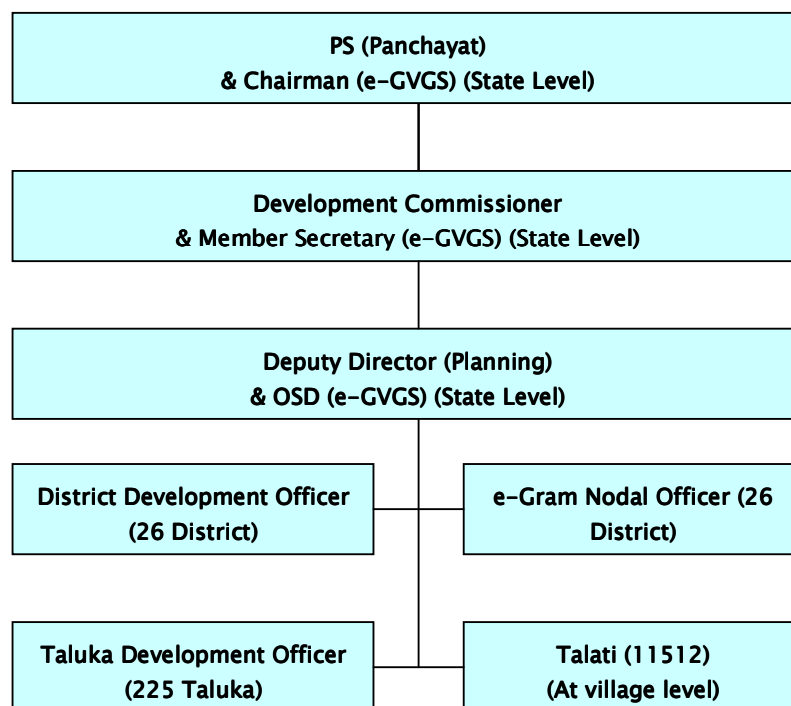 PS (Panchayat)
& Chairman (e-GVGS) (State Level)
Development Commissioner
& Member Secretary (e-GVGS) (State Level)
Deputy Director (Planning)
& OSD (e-GVGS) (State Level)
District Development Officer
(26 District)
e-Gram Nodal Officer (26
District)
Taluka Development Officer
(225 Taluka)
Talati (11512)
(At village level)